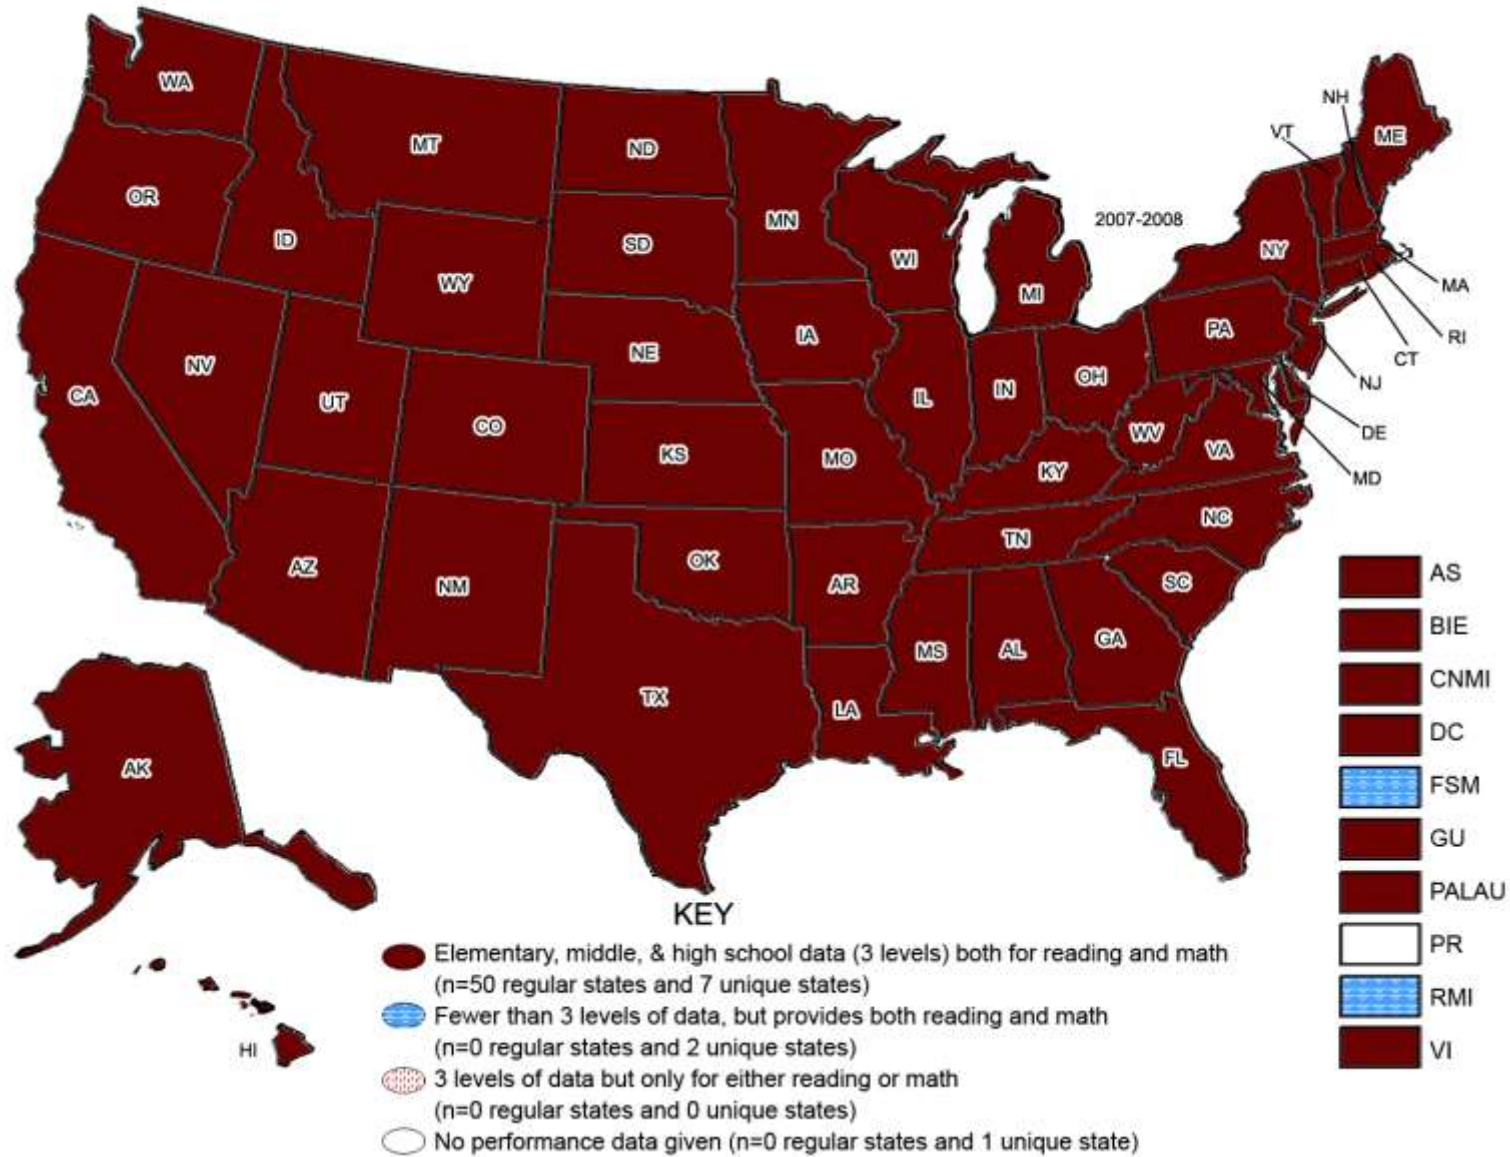 NH
WA
VT
ME
MT
ND
OR
MN
2007-2008
ID
SD
WI
NY
WY
MI
MA
PA
RI
IA
NE
CT
NV
OH
NJ
IN
CA
UT
IL
CO
WV
DE
KS
MO
VA
KY
MD
NC
TN
AZ
OK
SC
NM
AR
GA
MS
AL
TX
LA
FL
AK
HI
AS
BIE
CNMI
DC
FSM
GU
PALAU
PR
RMI
VI
KEY
Elementary, middle, & high school data (3 levels) both for reading and math
(n=50 regular states and 7 unique states)
Fewer than 3 levels of data, but provides both reading and math
(n=0 regular states and 2 unique states)
3 levels of data but only for either reading or math
(n=0 regular states and 0 unique states)
No performance data given (n=0 regular states and 1 unique state)